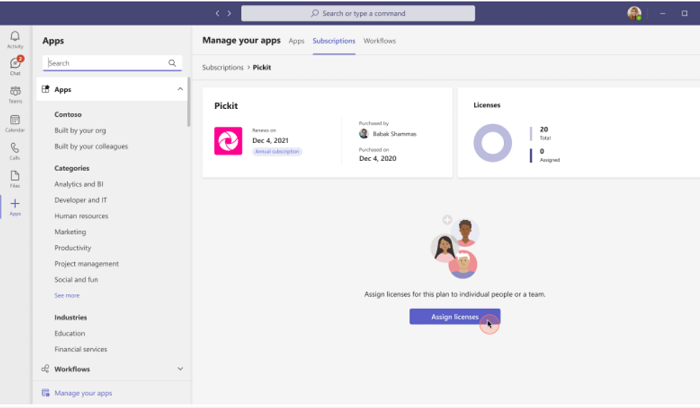 Search or type a command
Activity
2
Chat
Teams
Calendar
Calls
Files
Apps
Apps
Search
Apps
Contoso
Built by your org
Built by your colleagues
Categories
Analytics and BI
Developer and IT
Human resources
Marketing
Productivity
Project management
Social and fun
See more
Industries
Education
Financial services
Workflows
Manage your apps
Manage your apps Apps Subscriptions Workflows
Subscriptions > Pickit
Pickit
Renews on
Dec 4, 2021
Annual subscription
Purchased by
Babak Shammas
Purchased on
Dec 4, 2020
Licenses
20
Total
0
Assigned
Assign licenses for this plan to individual people or a team.
Assign licenses